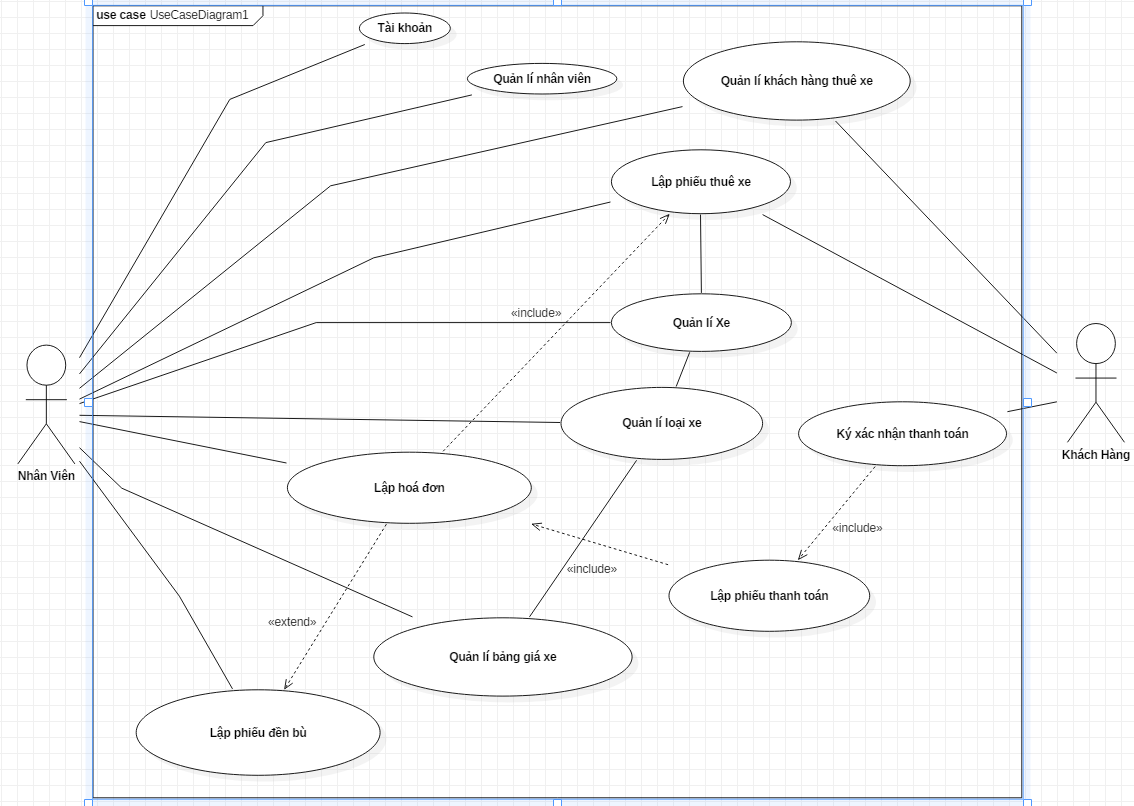 use case UseCaseDiagram1
Tài khoản
Quản lí nhân viên
Quản lí khách hàng thuê xe
Lập phiếu thuê xe
«include»
Quản lí Xe
Quản lí loại xe
Ký xác nhận thanh toán
Khách Hàng
Nhân Viên
Lập hoá đơn
«include»
«include»
Lập phiếu thanh toán
«extend»
Quản lí bảng giá xe
Lập phiếu đền bù